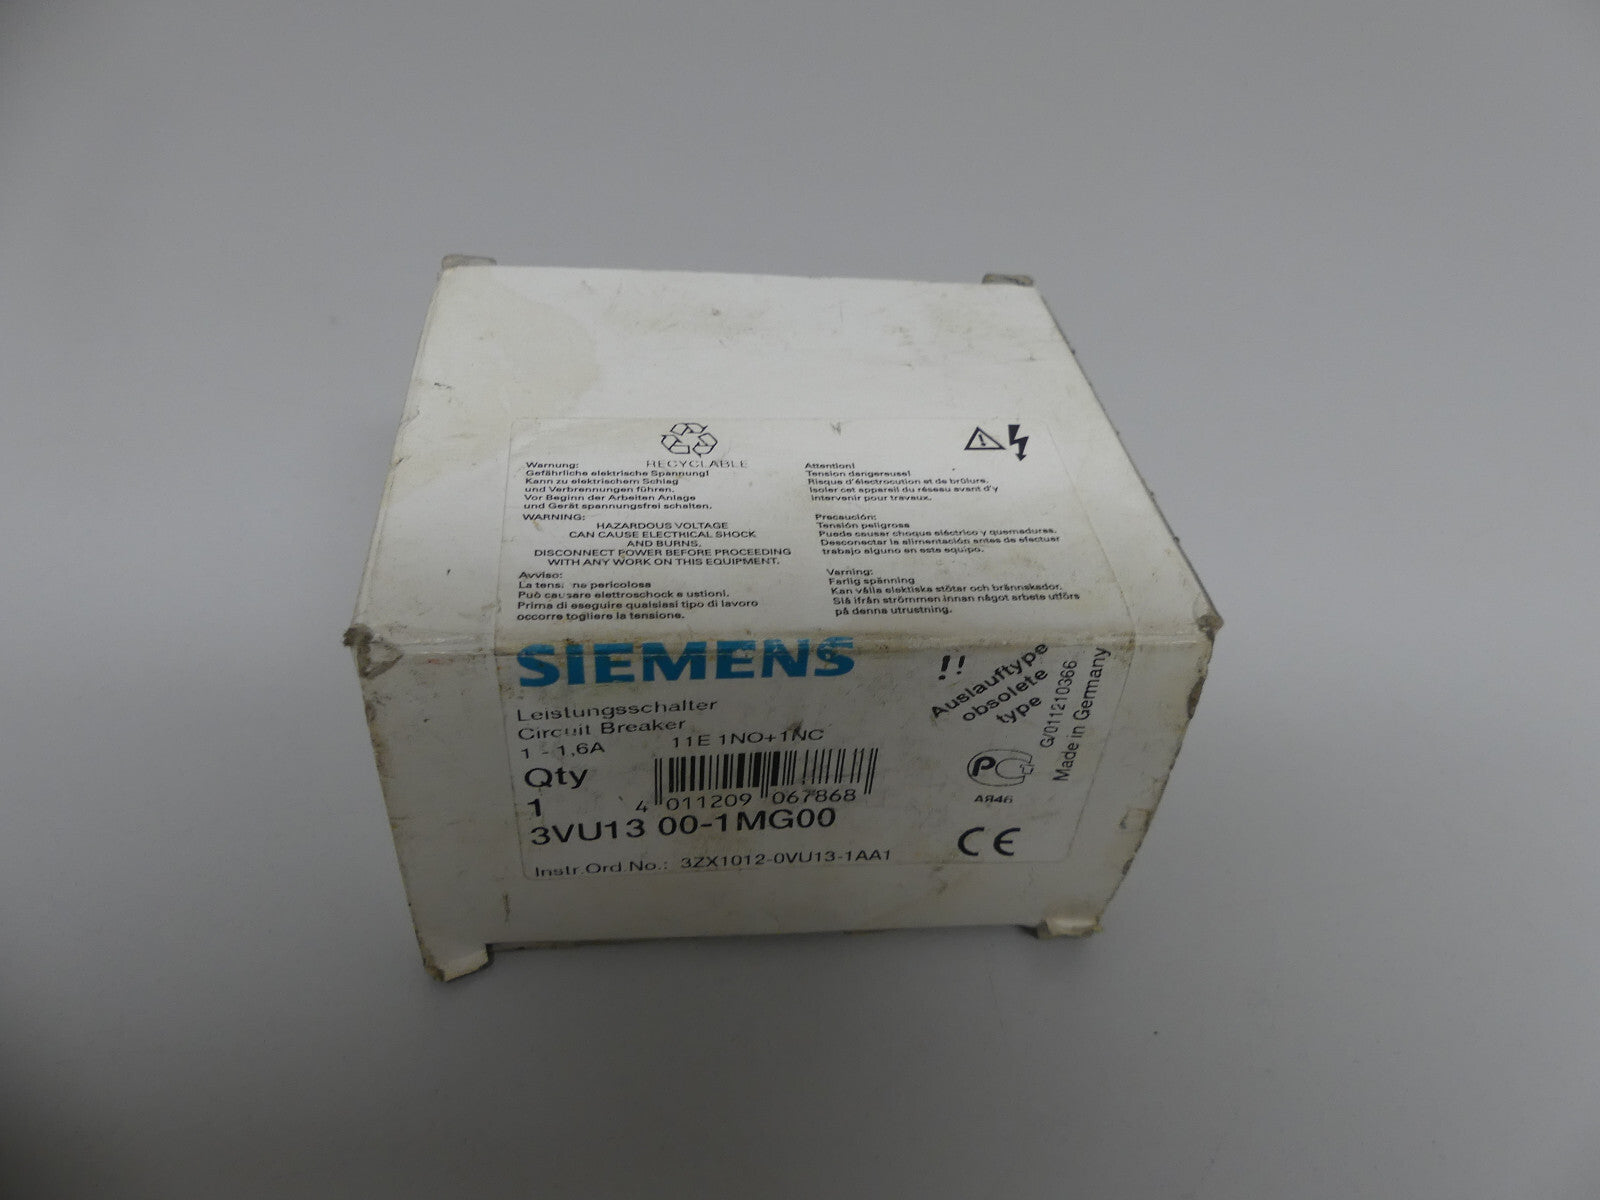 RECYCLABLE
Warnung:
Gefährliche elektrische Spannung!
Kann zu elektrischem Schlag
und Verbrennungen führen.
Vor Beginn der Arbeiten Anlage
und Gerät spannungsfrei schalten.
WARNING:
HAZARDOUS VOLTAGE
CAN CAUSE ELECTRICAL SHOCK
AND BURNS.
DISCONNECT POWER BEFORE PROCEEDING
WITH ANY WORK ON THIS EQUIPMENT.
Avviso:
La tens ne pericolosa
Può causare elettroschock e ustioni.
Prima di eseguire qualsiasi tipo di lavoro
occorre togliere la tensione.
Attention!
Tension dangereuse!
Risque d'électrocution et de brûlure.
Isoler cet appareil du réseau avant d'y
intervenir pour travaux.
Precaución:
Tensión peligrosa
Puede causar choque eléctrico y quemaduras.
Desconectar la alimentación antes de efectuar
trabajo alguno en este equipo.
Varning:
Farlig spänning
Kan vålla elektiska stötar och brännskador.
Slå ifrån strömmen innan något arbete utförs
på denna utrustning.
SIEMENS
Leistungsschalter
Circuit Breaker
1 - 1,6A 11E 1NO+1NC
Qty
1
4 011209 067868
3VU13 00-1MG00
Instr.Ord.No.: 3ZX1012-0VU13-1AA1
!!
Auslauftype
obsolete
type
G/011210366
Made in Germany
АЯ46
CE